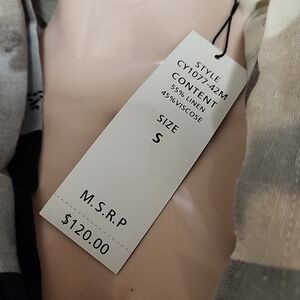 STYLE
CY1077-42M
CONTENT
55% LINEN
45%VISCOSE
SIZE
S
M.S.R.P
$120.00